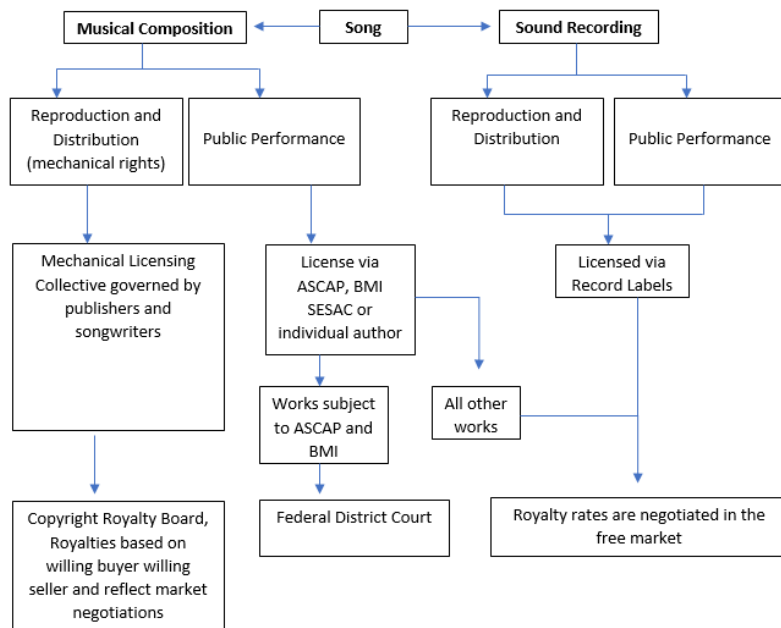 Musical Composition
Song
Sound Recording
Reproduction and
Distribution
(mechanical rights)
Public Performance
Reproduction and
Distribution
Public Performance
Mechanical Licensing
Collective governed by
publishers and
songwriters
License via
ASCAP, BMI
SESAC or
individual author
Licensed via
Record Labels
Works subject
to ASCAP and
BMI
All other
works
Copyright Royalty Board,
Royalties based on
willing buyer willing
seller and reflect market
negotiations
Federal District Court
Royalty rates are negotiated in the
free market